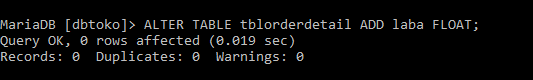 MariaDB [dbtoko]> ALTER TABLE tblorderdetail ADD laba FLOAT;
Query OK, 0 rows affected (0.019 sec)
Records: 0  Duplicates: 0  Warnings: 0